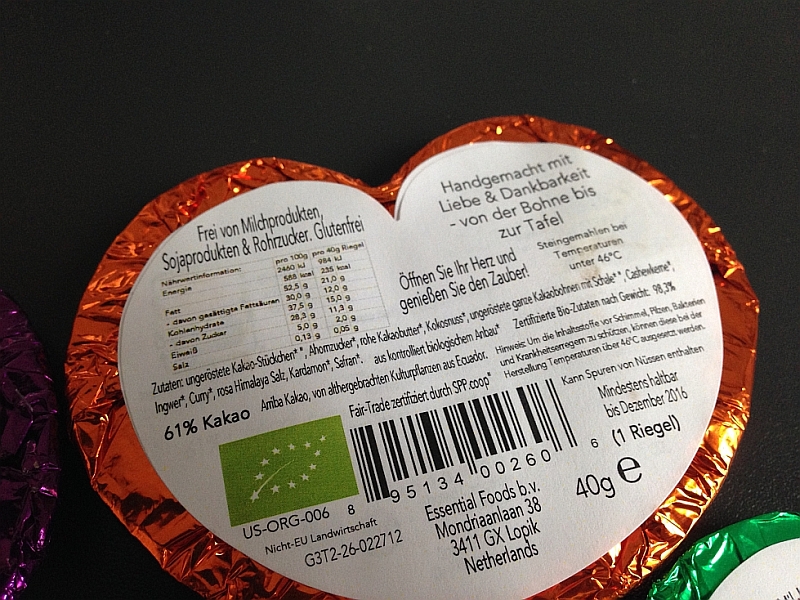 Frei von Milchprodukten,
Sojaprodukten & Rohrzucker. Glutenfrei
Nährwertinformation: pro 100g pro 40g Riegel
Energie 2460 kJ 984 kJ
588 kcal 235 kcal
Fett 52,5 g 21,0 g
- davon gesättigte Fettsäuren 30,0 g 12,0 g
Kohlenhydrate 37,5 g 15,0 g
- davon Zucker 28,3 g 11,3 g
Eiweiß 5,0 g 2,0 g
Salz 0,13 g 0,05 g
Handgemacht mit
Liebe & Dankbarkeit
- von der Bohne bis
zur Tafel
Öffnen Sie Ihr Herz und
genießen Sie den Zauber!
Steingemahlen bei
Temperaturen
unter 46°C
Zutaten: ungeröstete Kakao-Stückchen* *, Ahornzucker*, rohe Kakaobutter*, Kokosnuss*, ungeröstete ganze Kakaobohnen mit Schale*, Cashewkerne*,
Ingwer*, Curry*, rosa Himalaya Salz, Kardamon*, Safran*. aus kontrolliert biologischem Anbau* Zertifizierte Bio-Zutaten nach Gewicht: 98,3%
Arriba Kakao, von althergebrachten Kulturpflanzen aus Ecuador.
Hinweis: Um die Inhaltsstoffe vor Schimmel, Pilzen, Bakterien
und Krankheitserregern zu schützen, können diese bei der
Herstellung Temperaturen über 46°C ausgesetzt werden.
61% Kakao
Fair-Trade zertifiziert durch SPP.coop*
Kann Spuren von Nüssen enthalten
Mindestens haltbar
bis Dezember 2016
(1 Riegel)
8 95134 00260 6
40g e
US-ORG-006
Nicht-EU Landwirtschaft
G3T2-26-022712
Essential Foods b.v.
Mondriaanlaan 38
3411 GX Lopik
Netherlands